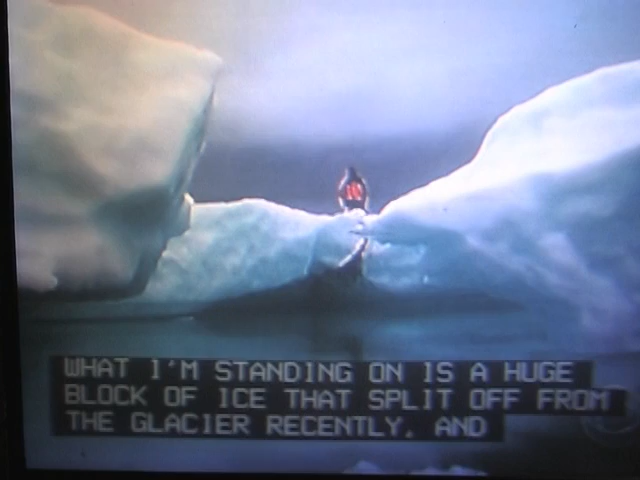 WHAT I'M STANDING ON IS A HUGE
BLOCK OF ICE THAT SPLIT OFF FROM
THE GLACIER RECENTLY, AND